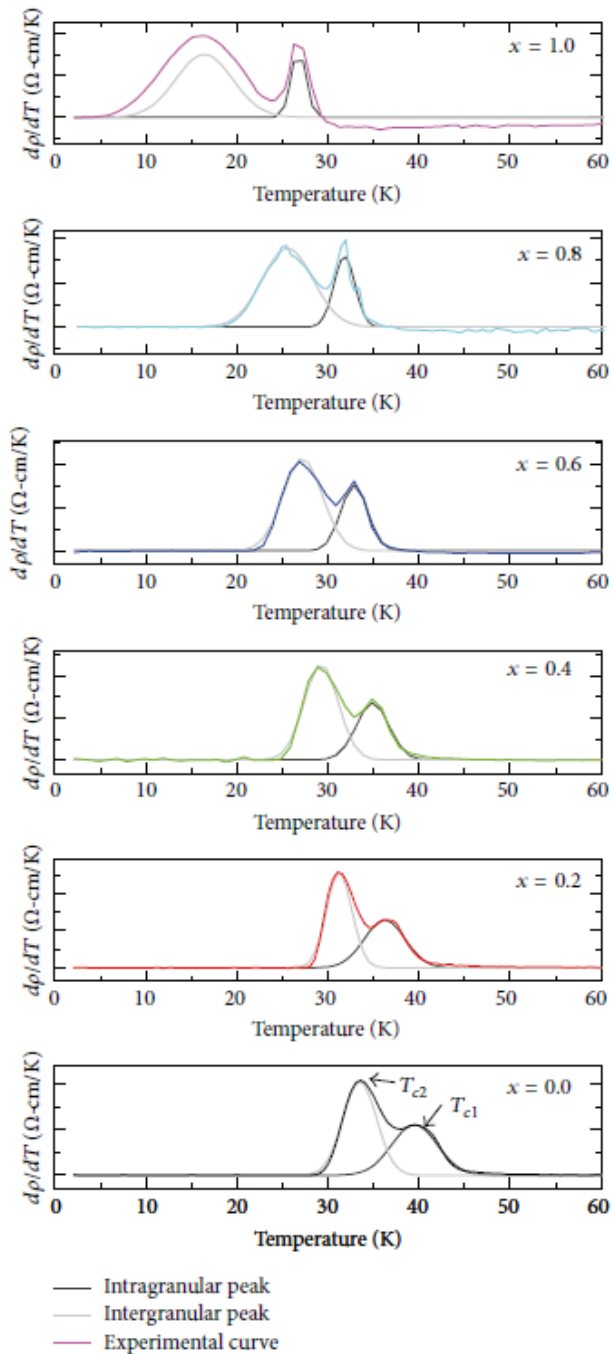 dρ/dT (Ω-cm/K)
x = 1.0
0 10 20 30 40 50 60
Temperature (K)
dρ/dT (Ω-cm/K)
x = 0.8
0 10 20 30 40 50 60
Temperature (K)
dρ/dT (Ω-cm/K)
x = 0.6
0 10 20 30 40 50 60
Temperature (K)
dρ/dT (Ω-cm/K)
x = 0.4
0 10 20 30 40 50 60
Temperature (K)
dρ/dT (Ω-cm/K)
x = 0.2
0 10 20 30 40 50 60
Temperature (K)
dρ/dT (Ω-cm/K)
T_{c2} x = 0.0
T_{c1}
0 10 20 30 40 50 60
Temperature (K)
Intragranular peak
Intergranular peak
Experimental curve